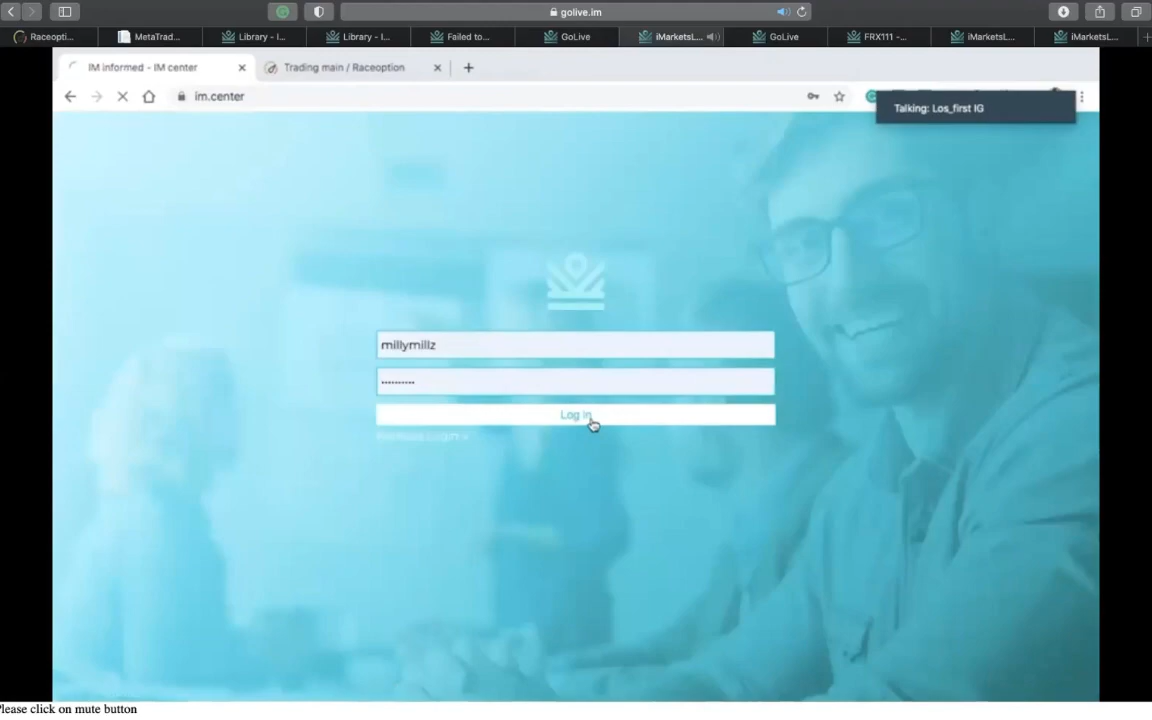 golive.im
Raceopti...
MetaTrad...
Library - I...
Library - I...
Failed to...
GoLive
iMarketsL...
GoLive
FRX111 -...
iMarketsL...
iMarketsL...
IM informed - IM center
Trading main / Raceoption
im.center
Talking: Los_first IG
millymillz
••••••••••
Log in
lease click on mute button